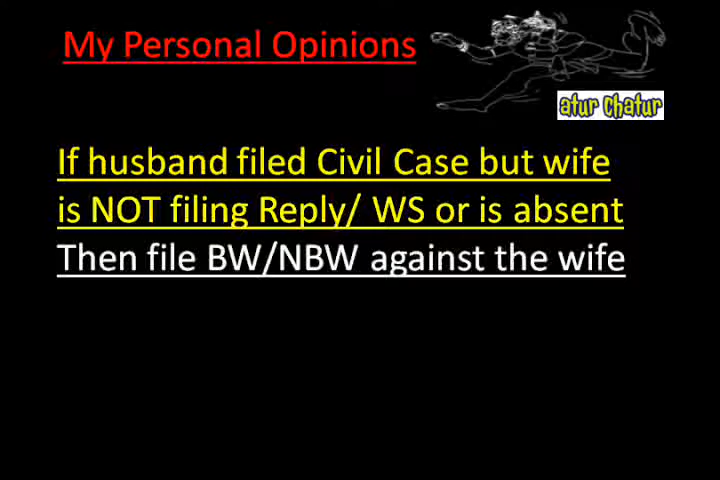 My Personal Opinions
atur chatur
If husband filed Civil Case but wife
is NOT filing Reply/ WS or is absent
Then file BW/NBW against the wife